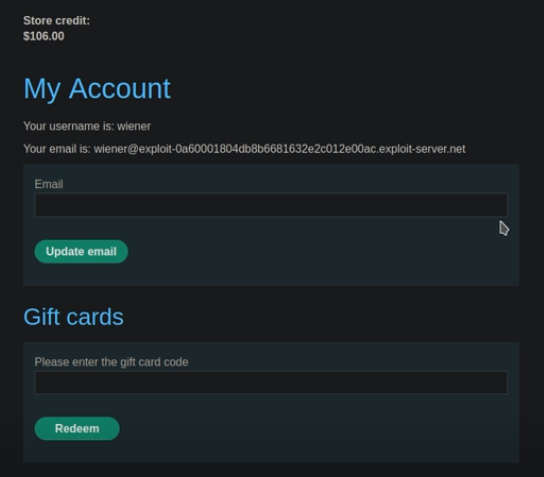 Store credit:
$106.00
My Account
Your username is: wiener
Your email is: wiener@exploit-0a60001804db8b6681632e2c012e00ac.exploit-server.net
Email
Update email
Gift cards
Please enter the gift card code
Redeem